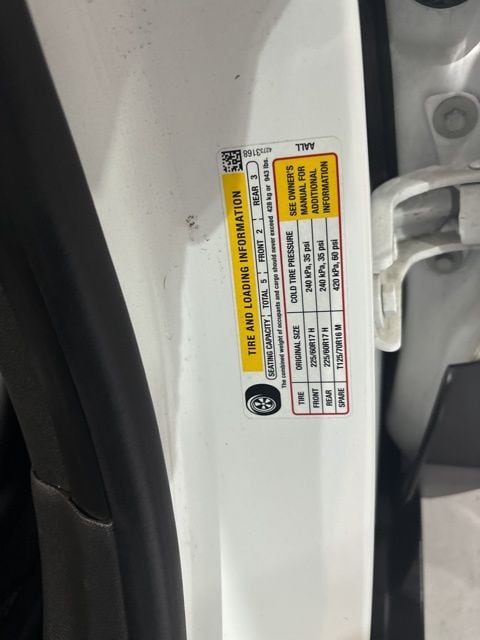 TIRE AND LOADING INFORMATION
SEATING CAPACITY TOTAL 5 FRONT 2 REAR 3
The combined weight of occupants and cargo should never exceed 428 kg or 943 lbs.
TIRE ORIGINAL SIZE COLD TIRE PRESSURE
FRONT 225/60R17 H 240 kPa, 35 psi
REAR 225/60R17 H 240 kPa, 35 psi
SPARE T125/70R16 M 420 kPa, 60 psi
SEE OWNER'S
MANUAL FOR
ADDITIONAL
INFORMATION
AALL